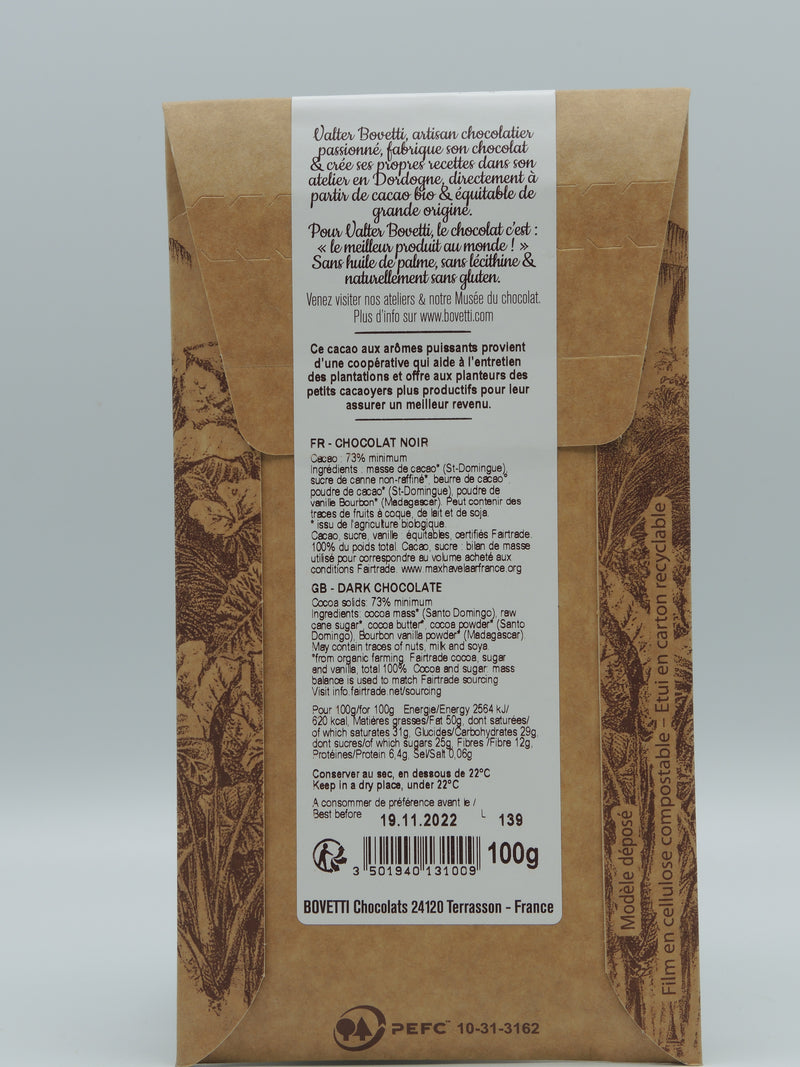 Valter Bovetti, artisan chocolatier
passionné, fabrique son chocolat
& crée ses propres recettes dans son
atelier en Dordogne, directement à
partir de cacao bio & équitable de
grande origine.
Pour Valter Bovetti, le chocolat c'est :
« le meilleur produit au monde ! »
Sans huile de palme, sans lécithine &
naturellement sans gluten.
Venez visiter nos ateliers & notre Musée du chocolat.
Plus d'info sur www.bovetti.com
Ce cacao aux arômes puissants provient
d'une coopérative qui aide à l'entretien
des plantations et offre aux planteurs des
petits cacaoyers plus productifs pour leur
assurer un meilleur revenu.
FR - CHOCOLAT NOIR
Cacao : 73% minimum
Ingrédients : masse de cacao* (St-Domingue),
sucre de canne non-raffiné*, beurre de cacao*,
poudre de cacao* (St-Domingue), poudre de
vanille Bourbon* (Madagascar). Peut contenir des
traces de fruits à coque, de lait et de soja.
* issu de l'agriculture biologique.
Cacao, sucre, vanille : équitables, certifiés Fairtrade.
100% du poids total. Cacao, sucre : bilan de masse
utilisé pour correspondre au volume acheté aux
conditions Fairtrade. www.maxhavelaarfrance.org
GB - DARK CHOCOLATE
Cocoa solids: 73% minimum
Ingredients: cocoa mass* (Santo Domingo), raw
cane sugar*, cocoa butter*, cocoa powder* (Santo
Domingo), Bourbon vanilla powder* (Madagascar).
May contain traces of nuts, milk and soya.
*from organic farming. Fairtrade cocoa, sugar
and vanilla, total 100%. Cocoa and sugar: mass
balance is used to match Fairtrade sourcing.
Visit info.fairtrade.net/sourcing
Pour 100g/for 100g : Energie/Energy 2564 kJ/
620 kcal, Matières grasses/Fat 50g, dont saturées/
of which saturates 31g, Glucides/Carbohydrates 29g,
dont sucres/of which sugars 25g, Fibres /Fibre 12g,
Protéines/Protein 6,4g, Sel/Salt 0,06g
Conserver au sec, en dessous de 22°C
Keep in a dry place, under 22°C
A consommer de préférence avant le /
Best before 19.11.2022 L 139
3 501940 131009 100g
BOVETTI Chocolats 24120 Terrasson - France
Modèle déposé
Film en cellulose compostable - Etui en carton recyclable
PEFC™ 10-31-3162